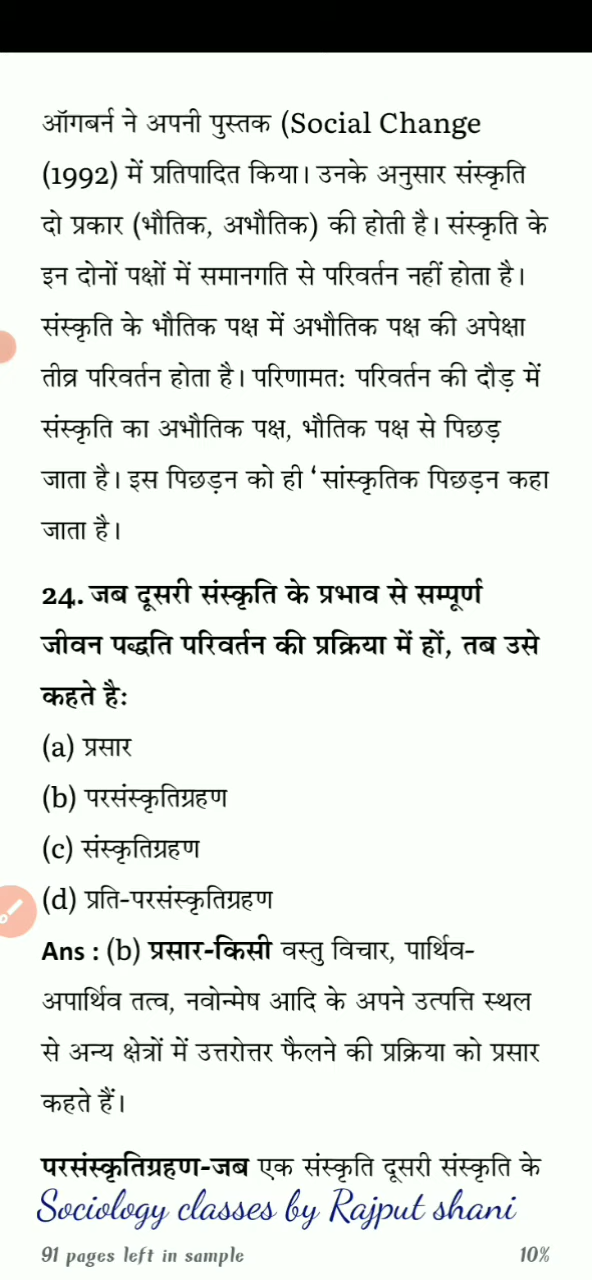 ऑगबर्न ने अपनी पुस्तक (Social Change
(1992) में प्रतिपादित किया। उनके अनुसार संस्कृति
दो प्रकार (भौतिक, अभौतिक) की होती है। संस्कृति के
इन दोनों पक्षों में समानगति से परिवर्तन नहीं होता है।
संस्कृति के भौतिक पक्ष में अभौतिक पक्ष की अपेक्षा
तीव्र परिवर्तन होता है। परिणामत: परिवर्तन की दौड़ में
संस्कृति का अभौतिक पक्ष, भौतिक पक्ष से पिछड़
जाता है। इस पिछड़न को ही ‘सांस्कृतिक पिछड़न कहा
जाता है।
24. जब दूसरी संस्कृति के प्रभाव से सम्पूर्ण
जीवन पद्धति परिवर्तन की प्रक्रिया में हों, तब उसे
कहते है:
(a) प्रसार
(b) परसंस्कृतिग्रहण
(c) संस्कृतिग्रहण
(d) प्रति-परसंस्कृतिग्रहण
Ans : (b) प्रसार-किसी वस्तु विचार, पार्थिव-
अपार्थिव तत्व, नवोन्मेष आदि के अपने उत्पत्ति स्थल
से अन्य क्षेत्रों में उत्तरोत्तर फैलने की प्रक्रिया को प्रसार
कहते हैं।
परसंस्कृतिग्रहण-जब एक संस्कृति दूसरी संस्कृति के
Sociology classes by Rajput shani
91 pages left in sample 10%